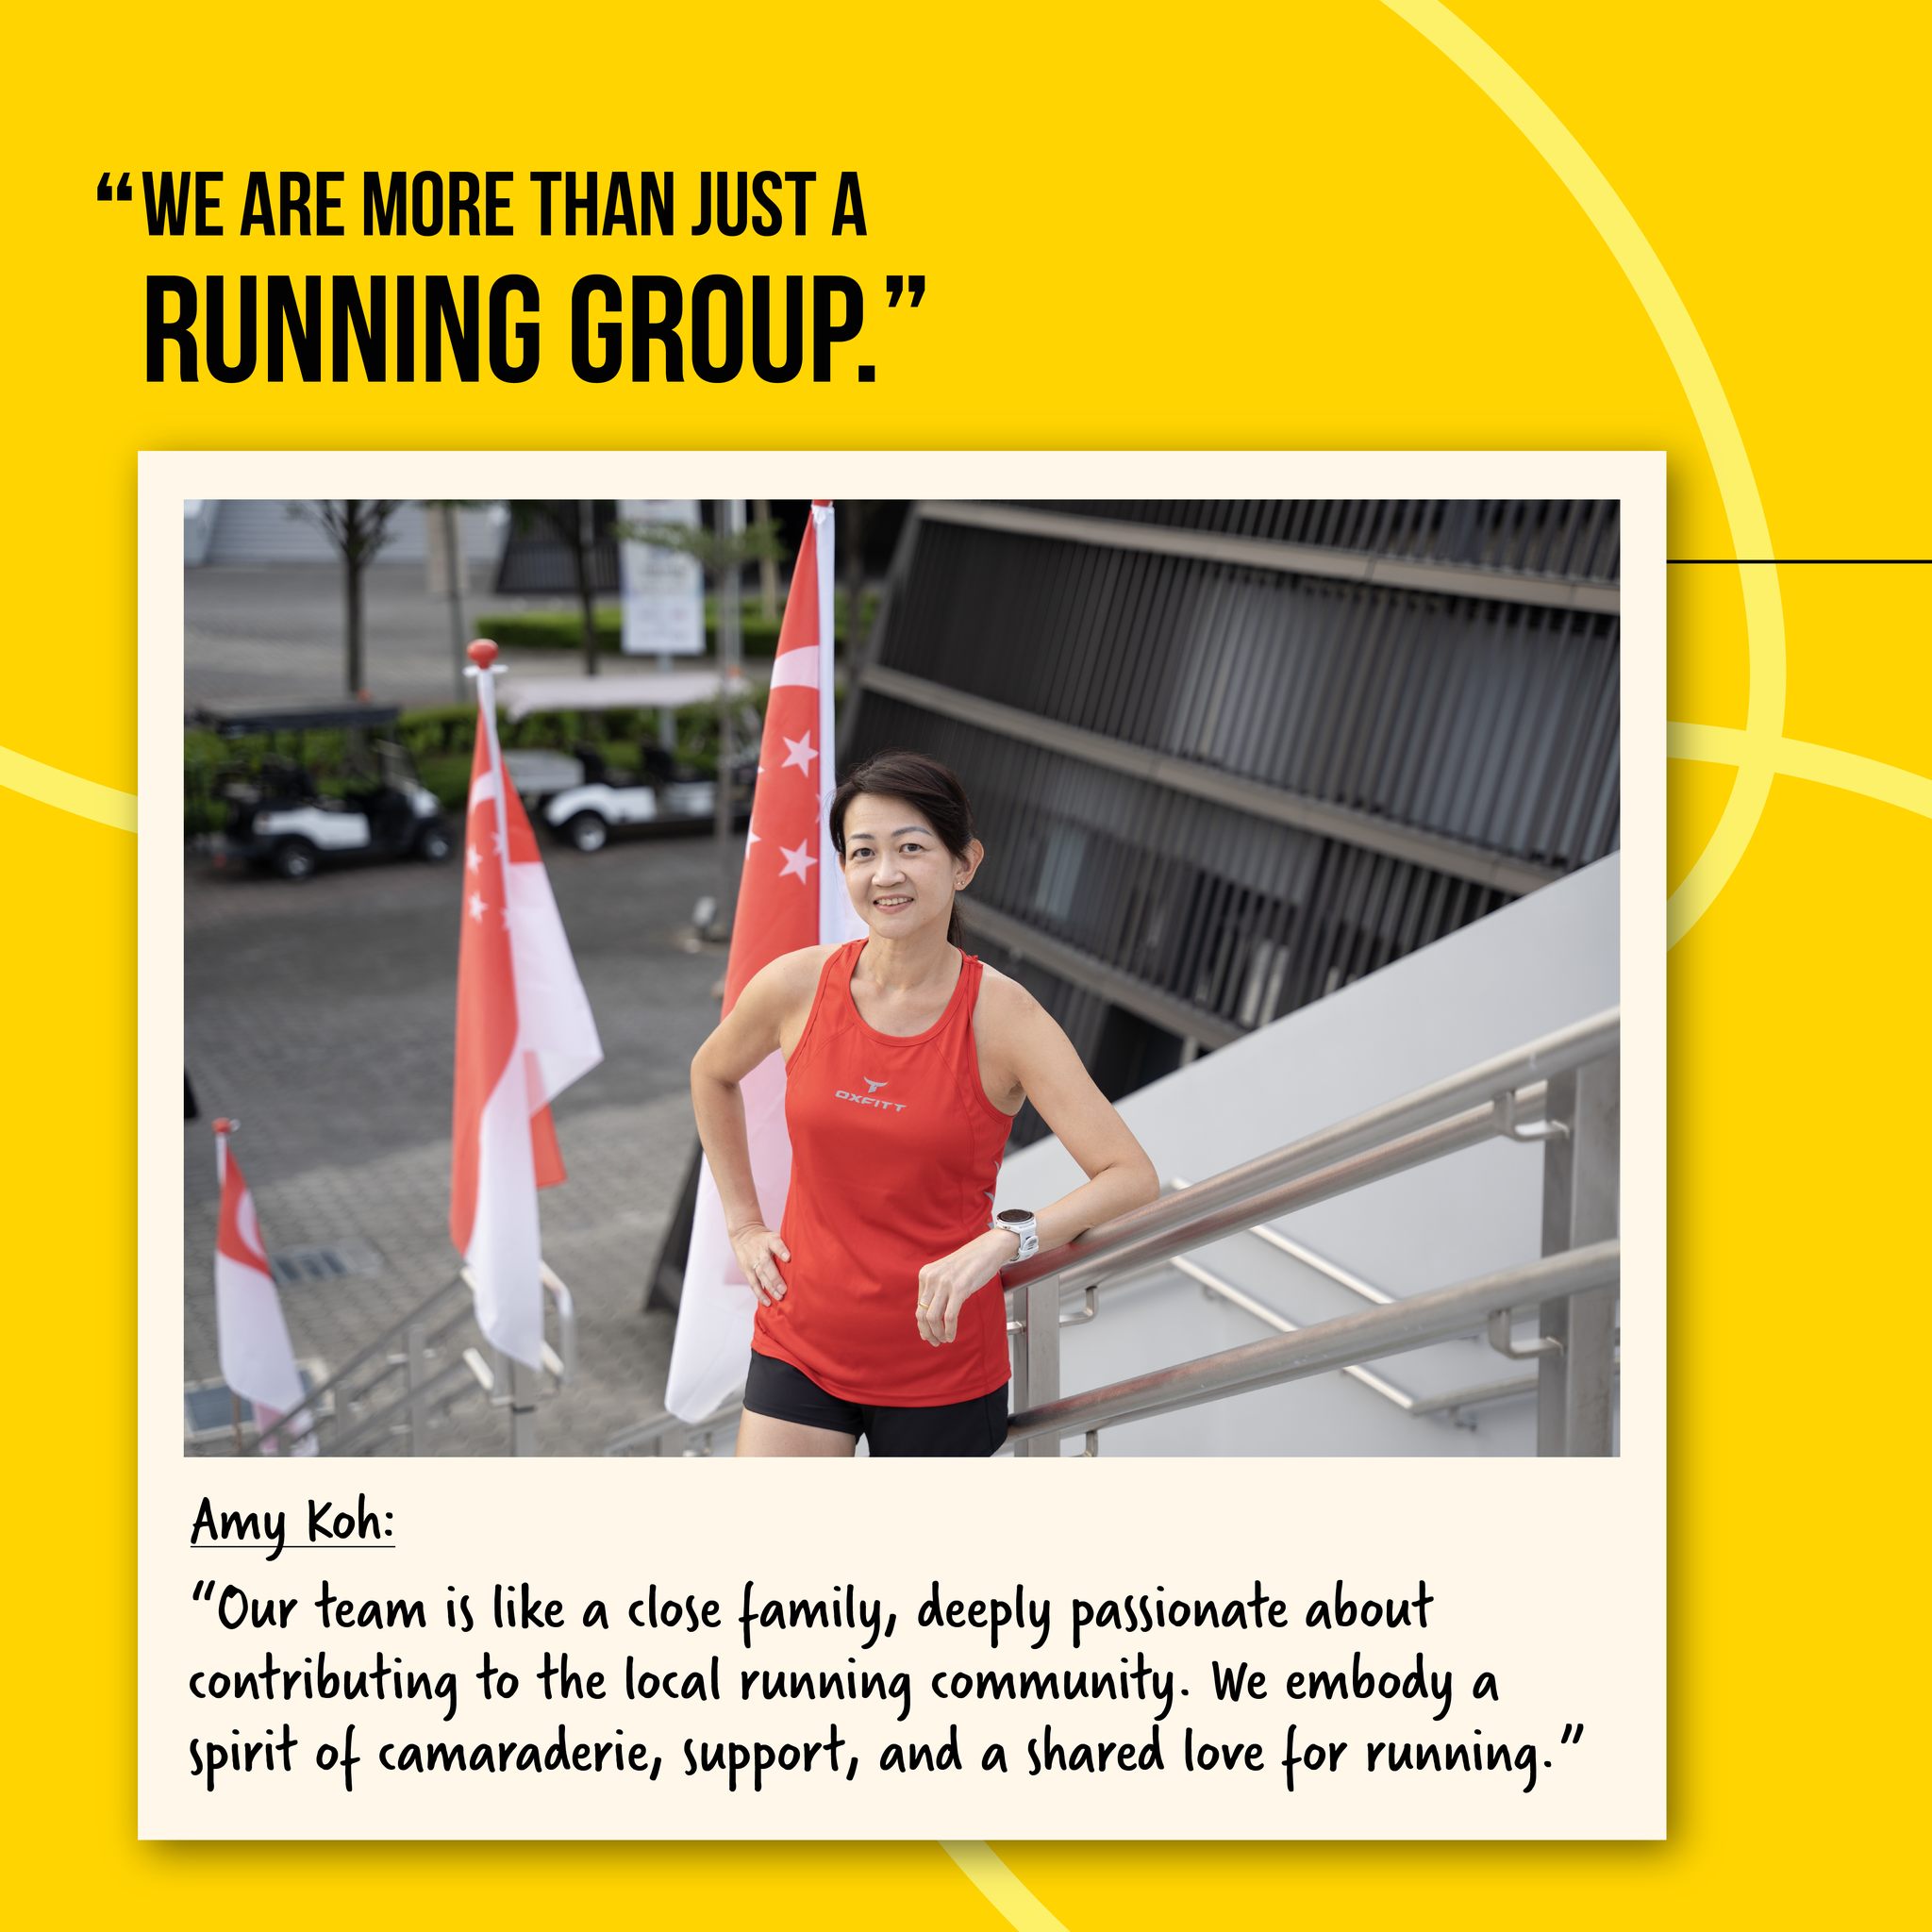 “WE ARE MORE THAN JUST A
RUNNING GROUP.”
OXFITT
Amy Koh:
“Our team is like a close family, deeply passionate about
contributing to the local running community. We embody a
spirit of camaraderie, support, and a shared love for running.”